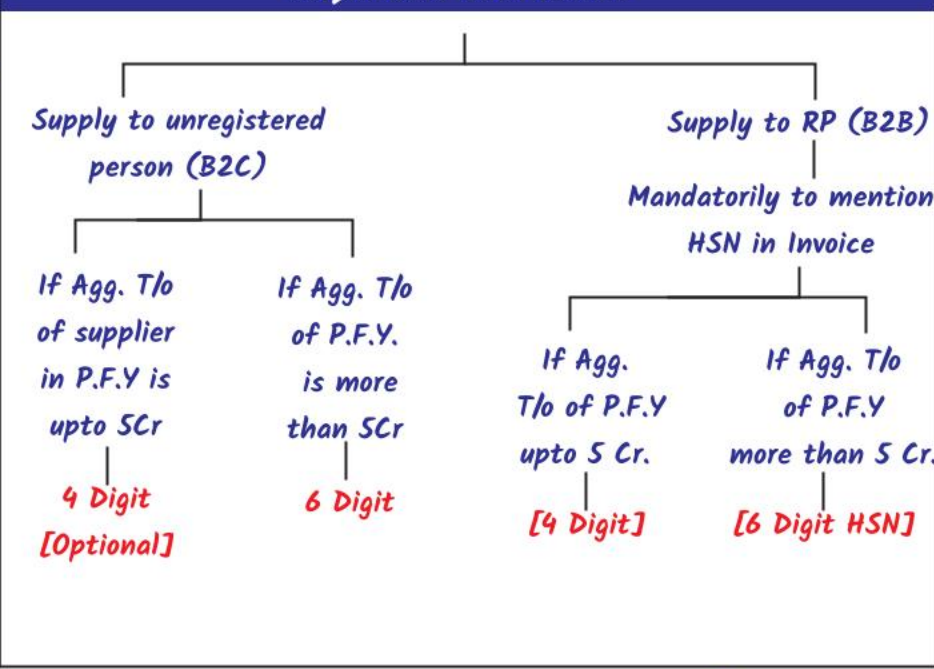 Supply to unregistered
person (B2C)
If Agg. T/o
of supplier
in P.F.Y is
upto 5Cr
4 Digit
[Optional]
If Agg. T/o
of P.F.Y.
is more
than 5Cr
6 Digit
Supply to RP (B2B)
Mandatorily to mention
HSN in Invoice
If Agg.
T/o of P.F.Y
upto 5 Cr.
[4 Digit]
If Agg. T/o
of P.F.Y
more than 5 Cr.
[6 Digit HSN]